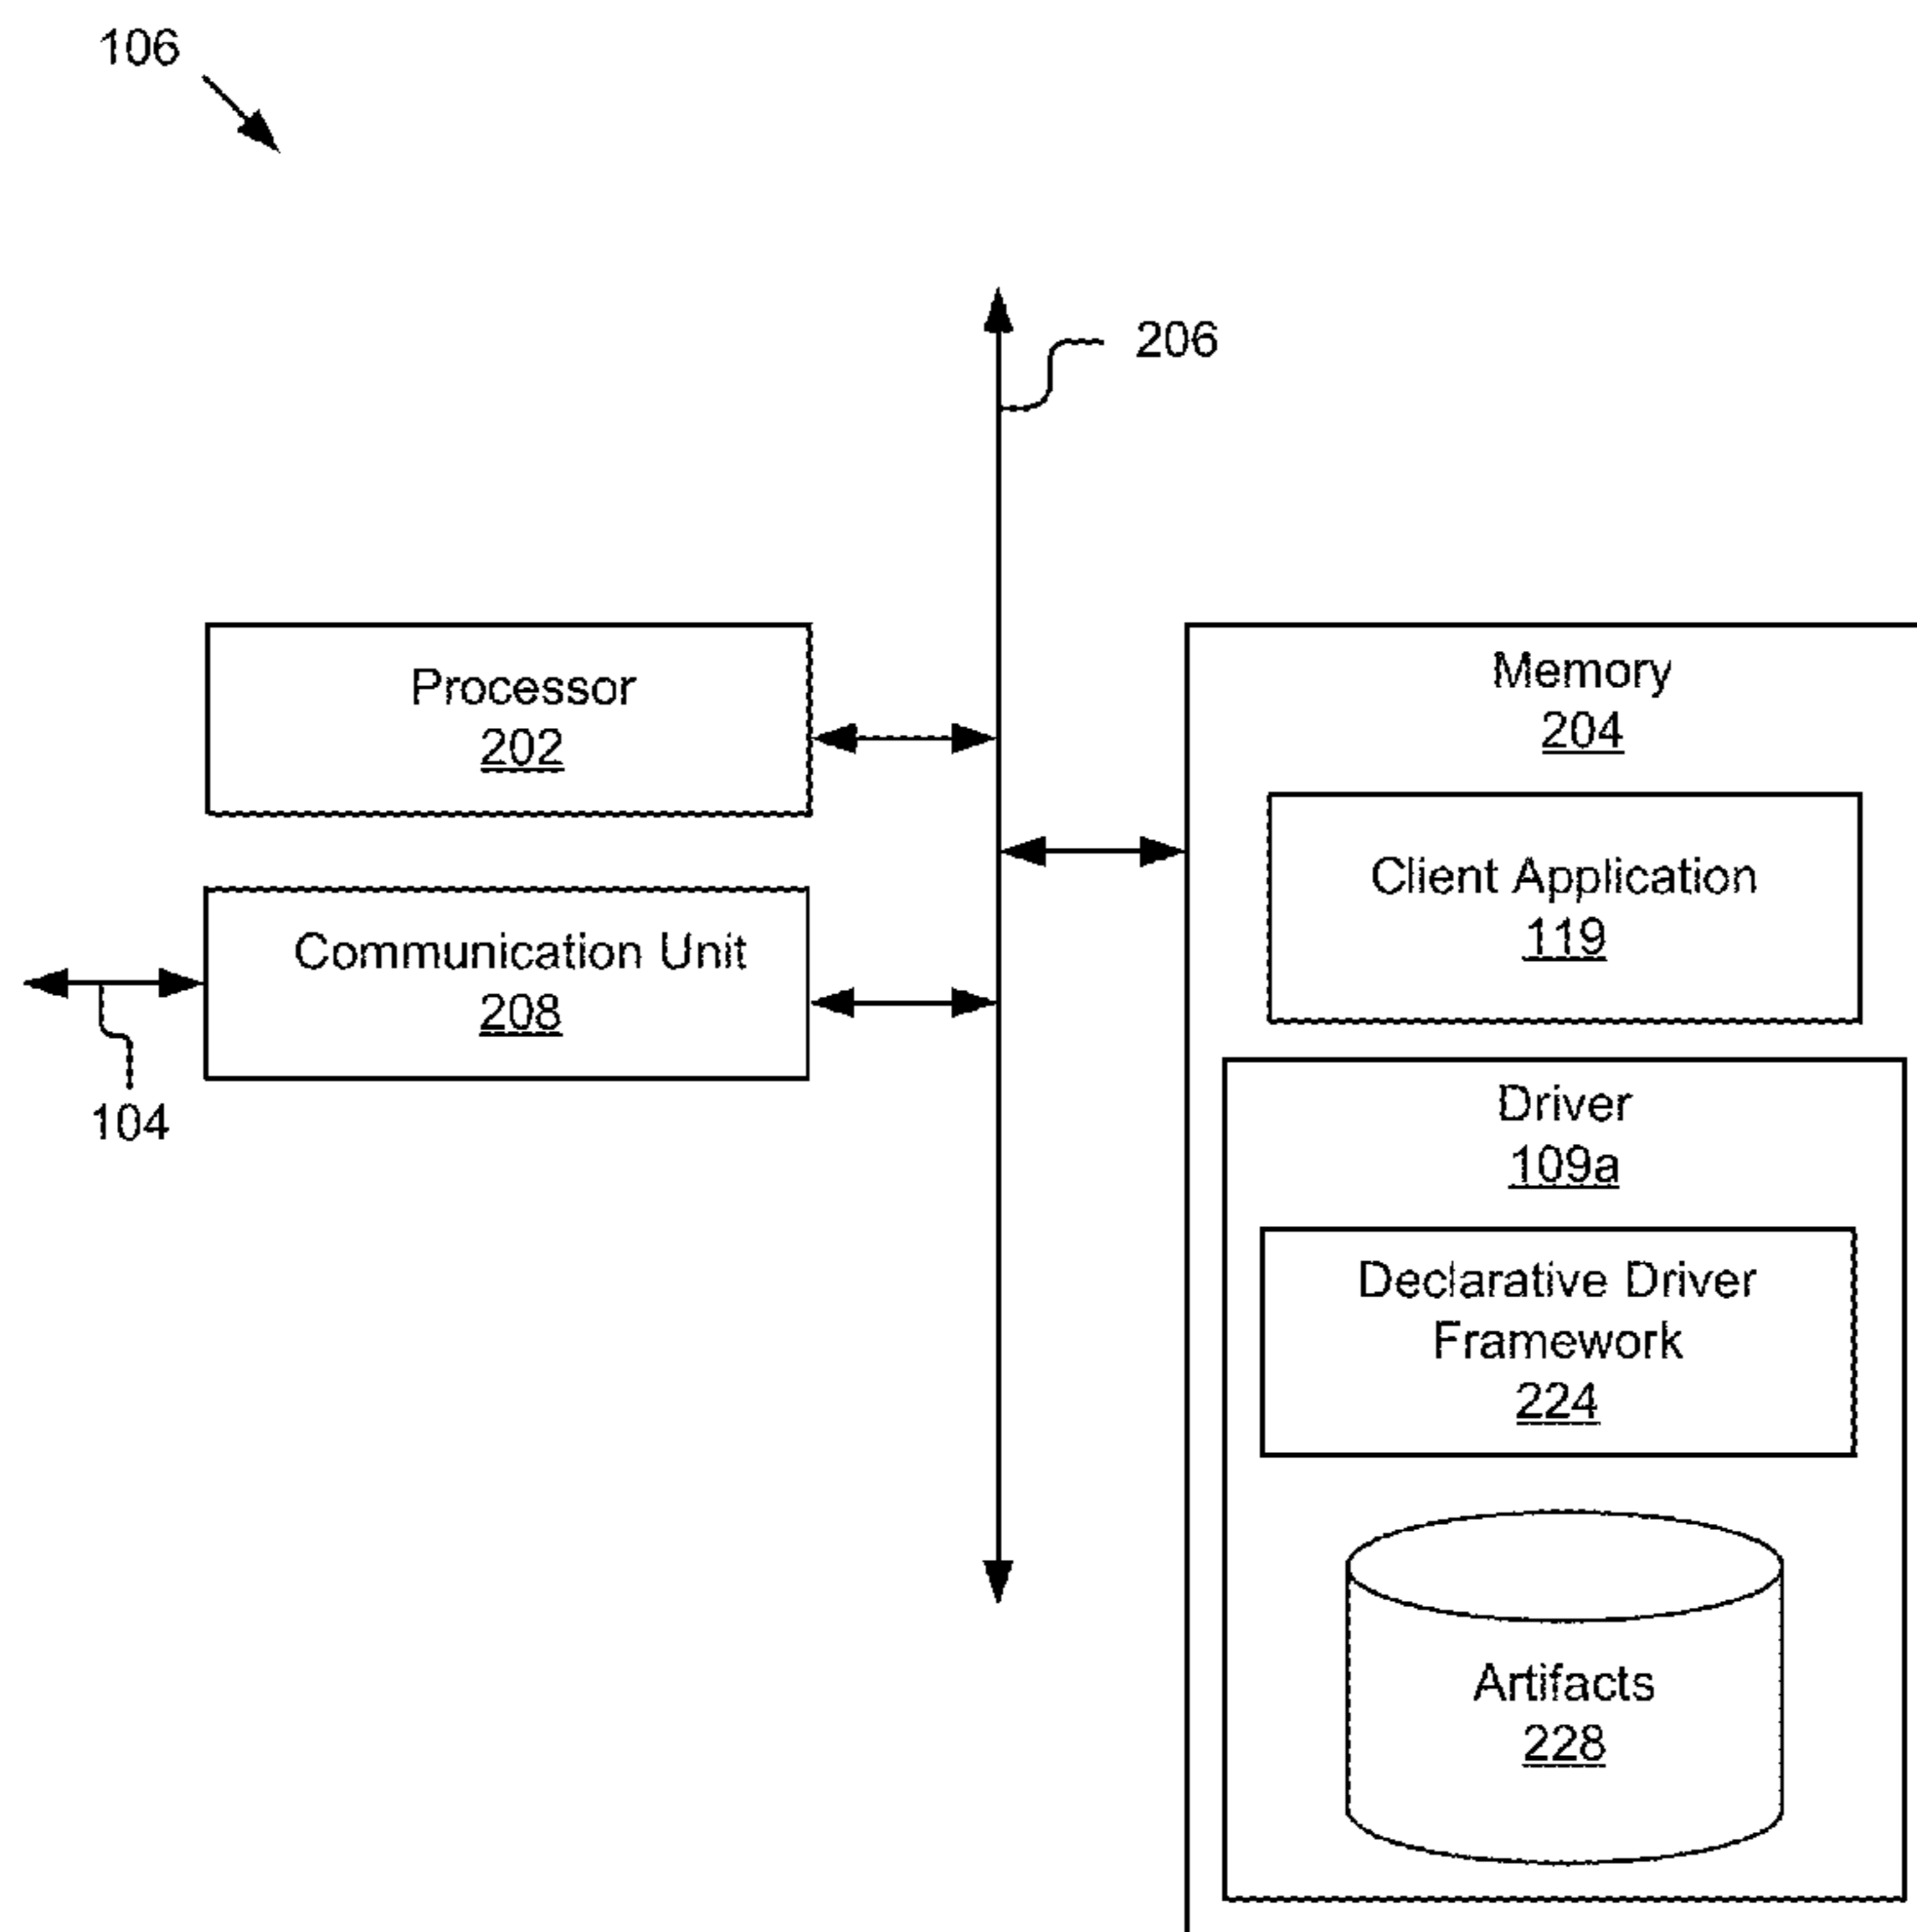 106
206
Processor
202
Communication Unit
208
104
Memory
204
Client Application
119
Driver
109a
Declarative Driver
Framework
224
Artifacts
228